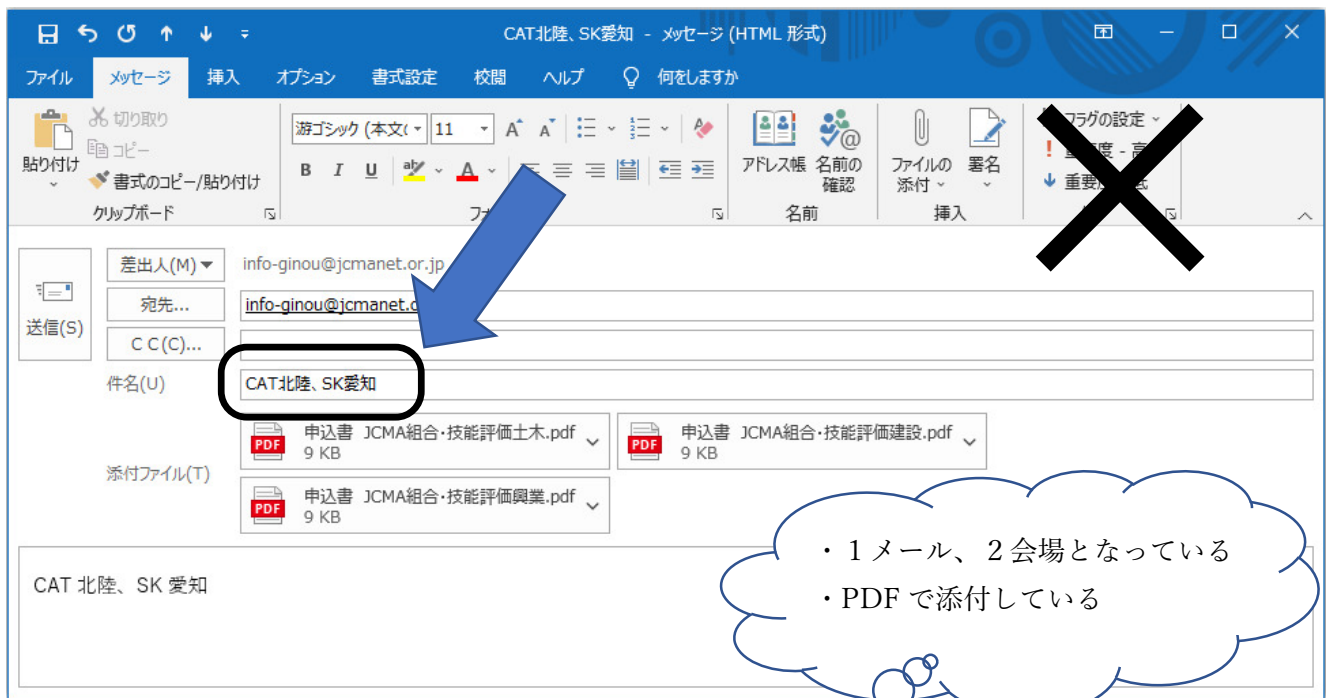 CAT北陸、SK愛知 - メッセージ (HTML 形式)
ファイル メッセージ 挿入 オプション 書式設定 校閲 ヘルプ 何をしますか
貼り付け
切り取り
コピー
書式のコピー/貼り付け
クリップボード
游ゴシック (本文( 11
B I U
アドレス帳 名前の確認
名前
ファイルの添付 署名
挿入
フラグの設定
差出人(M) info-ginou@jcmanet.or.jp
宛先... info-ginou@jcmanet.o
送信(S)
C C(C)...
件名(U) CAT北陸、SK愛知
添付ファイル(T)
PDF 申込書 JCMA組合・技能評価土木.pdf
9 KB
PDF 申込書 JCMA組合・技能評価建設.pdf
9 KB
PDF 申込書 JCMA組合・技能評価興業.pdf
9 KB
CAT 北陸、SK 愛知
・１メール、２会場となっている
・PDF で添付している